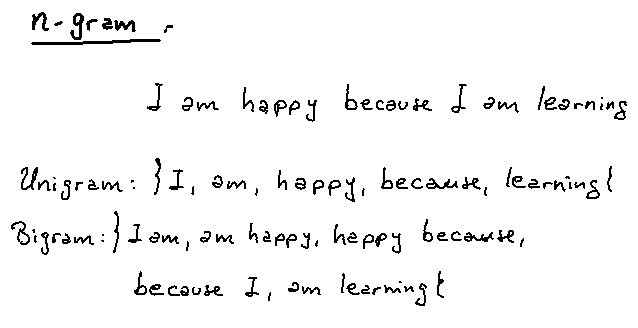 n-gram.
I am happy because I am learning
Unigram: }I, am, happy, because, learning{
Bigram: }I am, am happy, happy because,
because I, am learning{